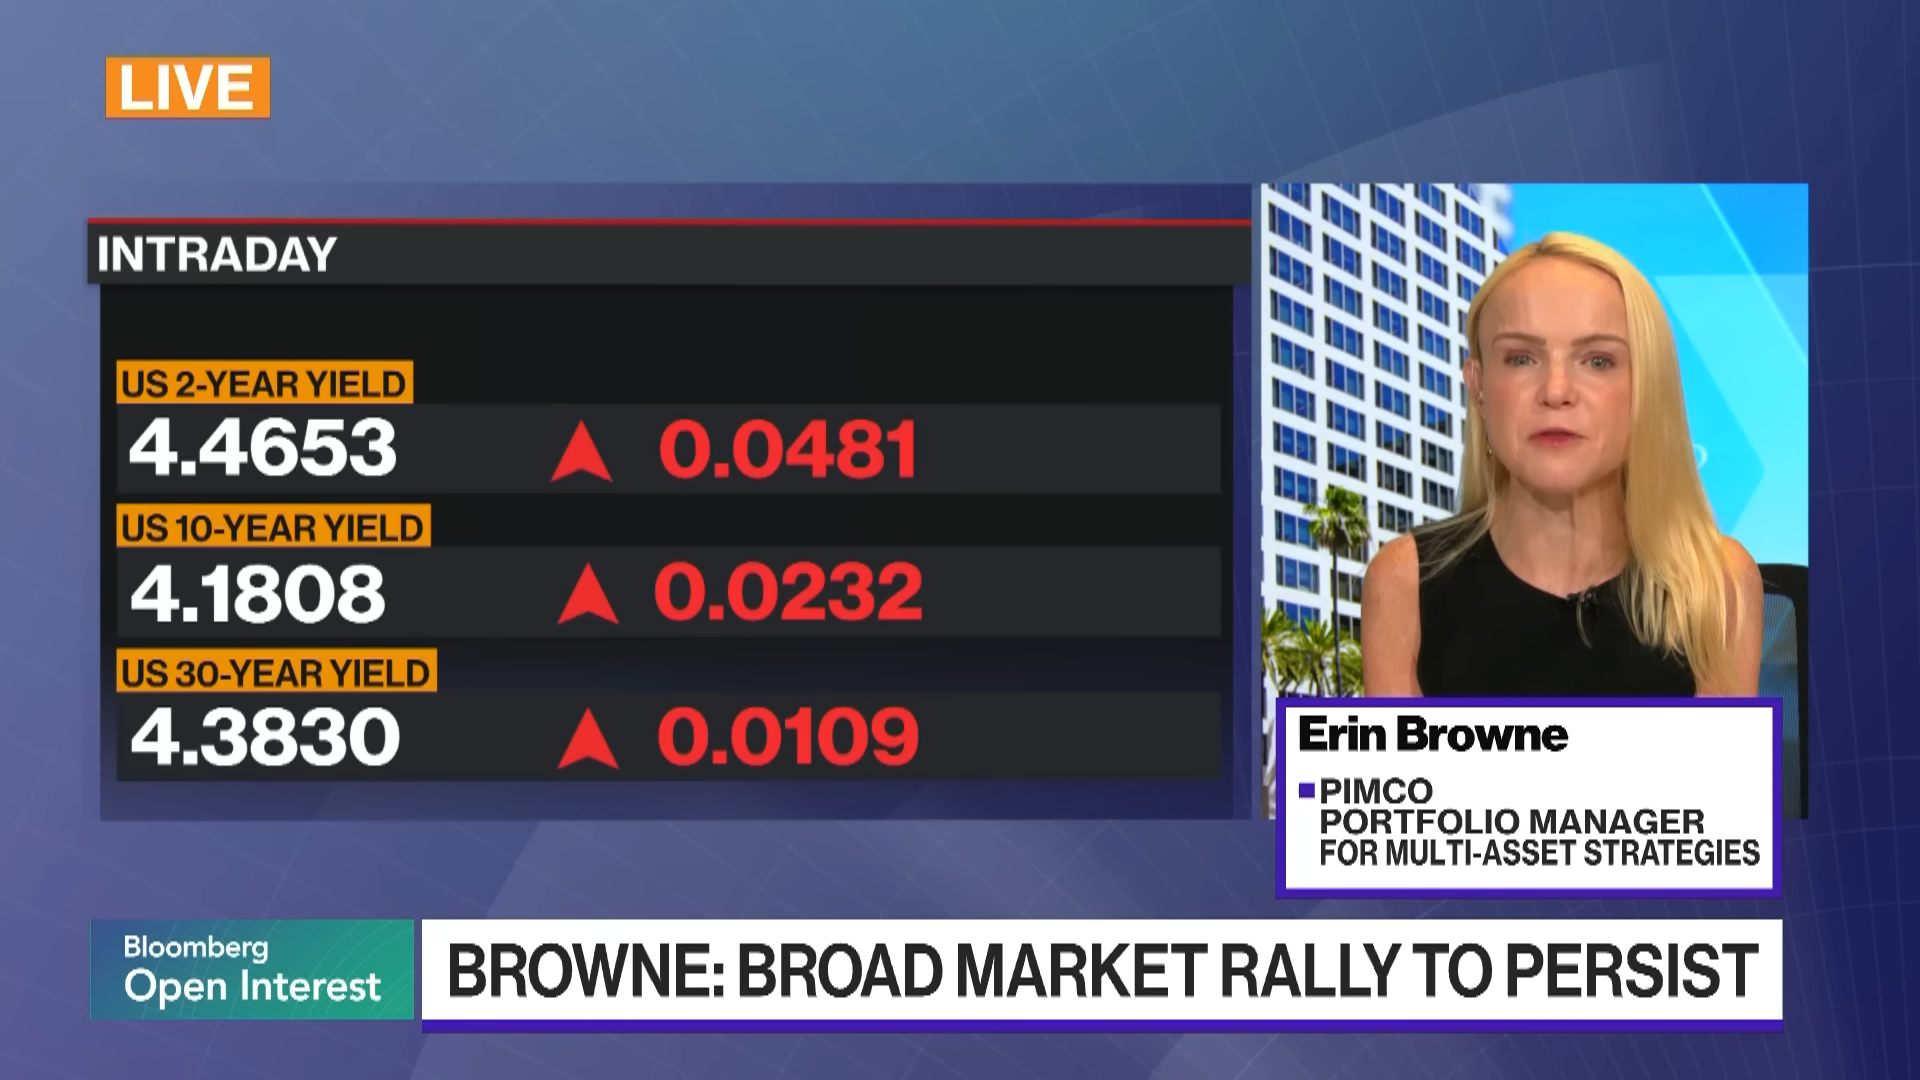 LIVE
INTRADAY
US 2-YEAR YIELD
4.4653 ▲ 0.0481
US 10-YEAR YIELD
4.1808 ▲ 0.0232
US 30-YEAR YIELD
4.3830 ▲ 0.0109
Erin Browne
PIMCO
PORTFOLIO MANAGER
FOR MULTI-ASSET STRATEGIES
Bloomberg
Open Interest
BROWNE: BROAD MARKET RALLY TO PERSIST